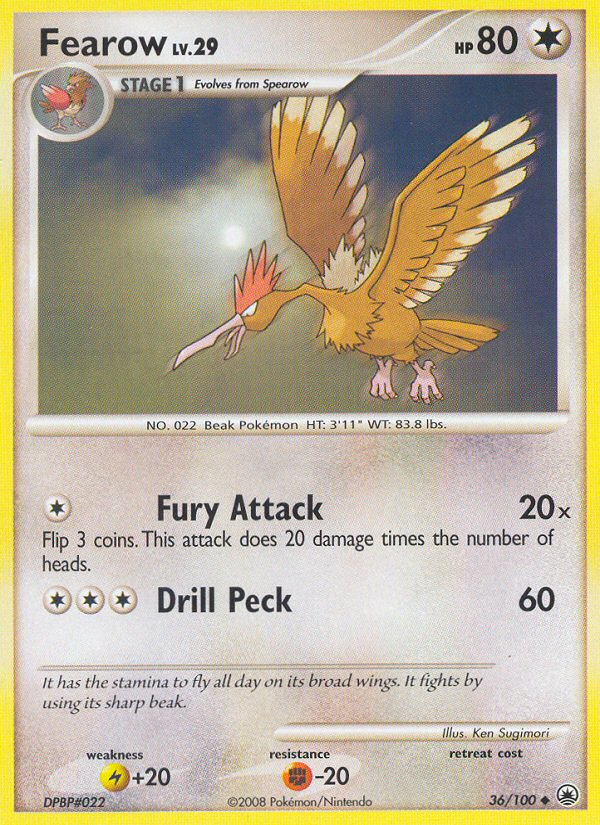 Fearow LV.29
HP 80
STAGE 1 Evolves from Spearow
NO. 022 Beak Pokémon HT: 3'11" WT: 83.8 lbs.
Fury Attack 20x
Flip 3 coins. This attack does 20 damage times the number of
heads.
Drill Peck 60
It has the stamina to fly all day on its broad wings. It fights by
using its sharp beak.
Illus. Ken Sugimori
weakness resistance retreat cost
+20 -20
DPBP#022 ©2008 Pokémon/Nintendo 36/100